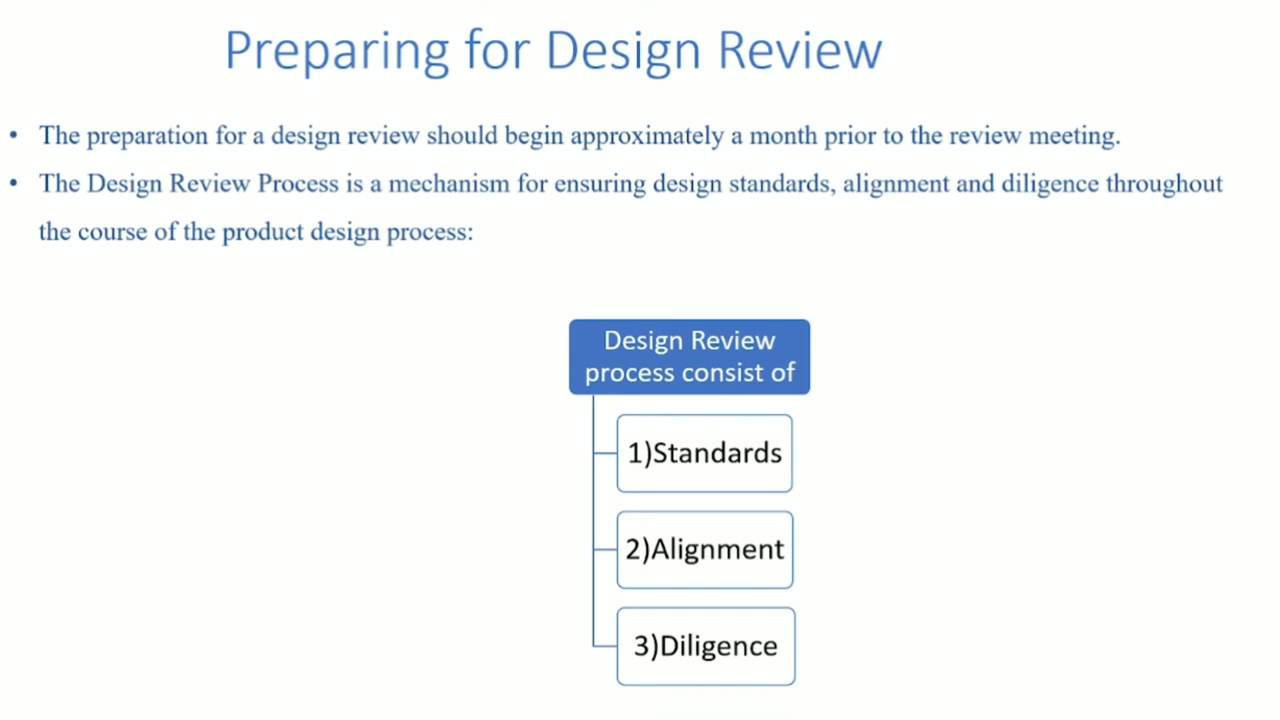 Preparing for Design Review
• The preparation for a design review should begin approximately a month prior to the review meeting.
• The Design Review Process is a mechanism for ensuring design standards, alignment and diligence throughout
the course of the product design process:
Design Review
process consist of
1)Standards
2)Alignment
3)Diligence